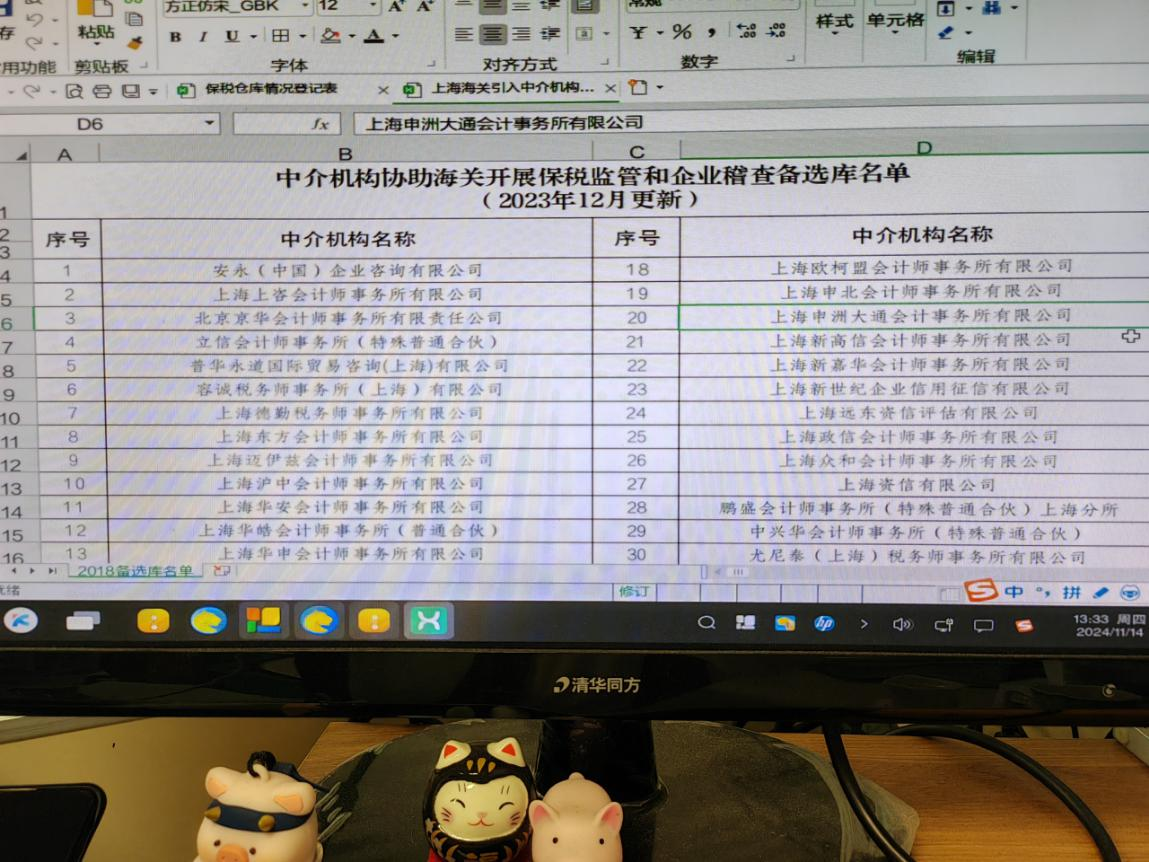 方正仿宋_GBK 12 常规
粘贴 B I U A ￥ % 样式 单元格
用功能 剪贴板 字体 对齐方式 数字 编辑
保税仓库情况登记表 上海海关引入中介机构...
D6 fx 上海申洲大通会计事务所有限公司
A B C D
中介机构协助海关开展保税监管和企业稽查备选库名单
（2023年12月更新）
1
2
3
序号 中介机构名称 序号 中介机构名称
4 1 安永（中国）企业咨询有限公司 18 上海欧柯盟会计师事务所有限公司
5 2 上海上咨会计师事务所有限公司 19 上海申北会计师事务所有限公司
6 3 北京京华会计师事务所有限责任公司 20 上海申洲大通会计事务所有限公司
7 4 立信会计师事务所（特殊普通合伙） 21 上海新高信会计师事务所有限公司
8 5 普华永道国际贸易咨询(上海)有限公司 22 上海新嘉华会计师事务所有限公司
9 6 容诚税务师事务所（上海）有限公司 23 上海新世纪企业信用征信有限公司
10 7 上海德勤税务师事务所有限公司 24 上海远东资信评估有限公司
11 8 上海东方会计师事务所有限公司 25 上海政信会计师事务所有限公司
12 9 上海迈伊兹会计师事务所有限公司 26 上海众和会计师事务所有限公司
13 10 上海沪中会计师事务所有限公司 27 上海资信有限公司
14 11 上海华安会计师事务所有限公司 28 鹏盛会计师事务所（特殊普通合伙）上海分所
15 12 上海华皓会计师事务所（普通合伙） 29 中兴华会计师事务所（特殊普通合伙）
16 13 上海华申会计师事务所有限公司 30 尤尼泰（上海）税务师事务所有限公司
2018备选库名单
就绪 修订 中 拼
hp 13:33 周四
2024/11/14
清华同方